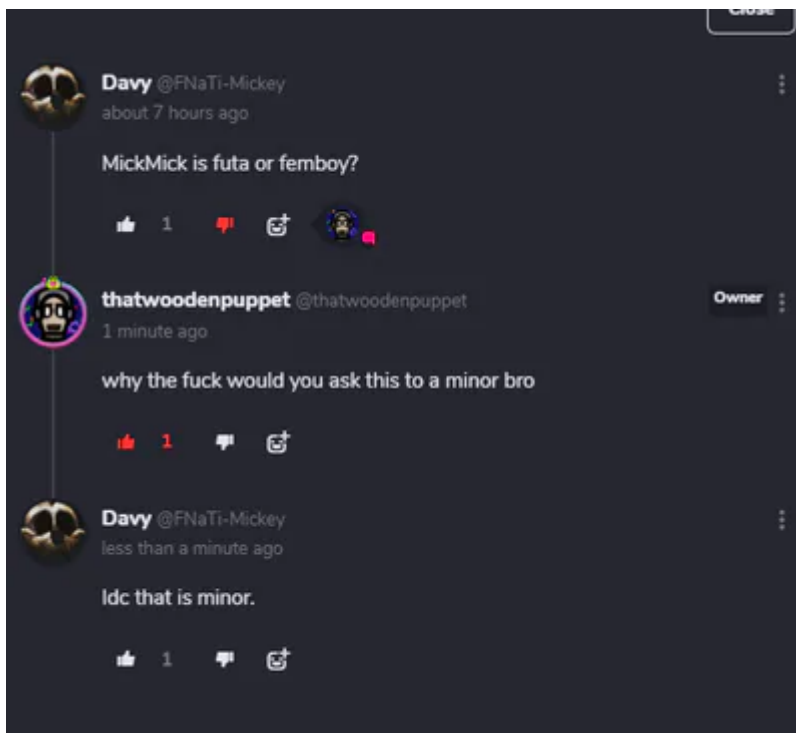 Close
Davy @FNaTi-Mickey
about 7 hours ago
MickMick is futa or femboy?
1
thatwoodenpuppet @thatwoodenpuppet Owner
1 minute ago
why the fuck would you ask this to a minor bro
1
Davy @FNaTi-Mickey
less than a minute ago
Idc that is minor.
1